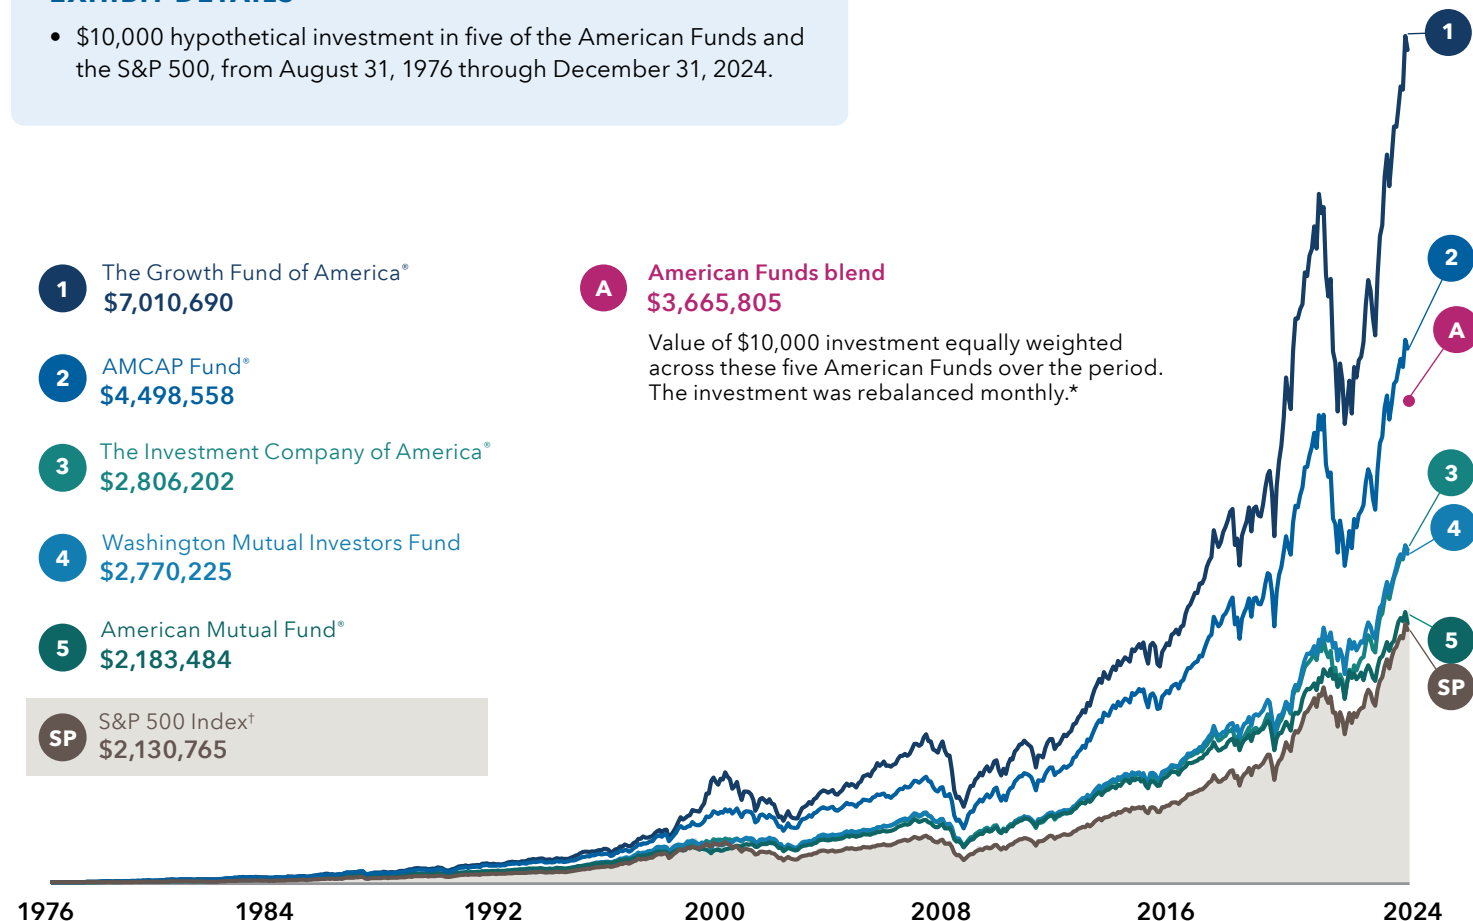 EXHIBIT DETAILS
• $10,000 hypothetical investment in five of the American Funds and
the S&P 500, from August 31, 1976 through December 31, 2024.
1
The Growth Fund of America®
$7,010,690
2
AMCAP Fund®
$4,498,558
3
The Investment Company of America®
$2,806,202
4
Washington Mutual Investors Fund
$2,770,225
5
American Mutual Fund®
$2,183,484
SP
S&P 500 Index†
$2,130,765
A
American Funds blend
$3,665,805
Value of $10,000 investment equally weighted
across these five American Funds over the period.
The investment was rebalanced monthly.*
1
2
A
3
4
5
SP
1976 1984 1992 2000 2008 2016 2024